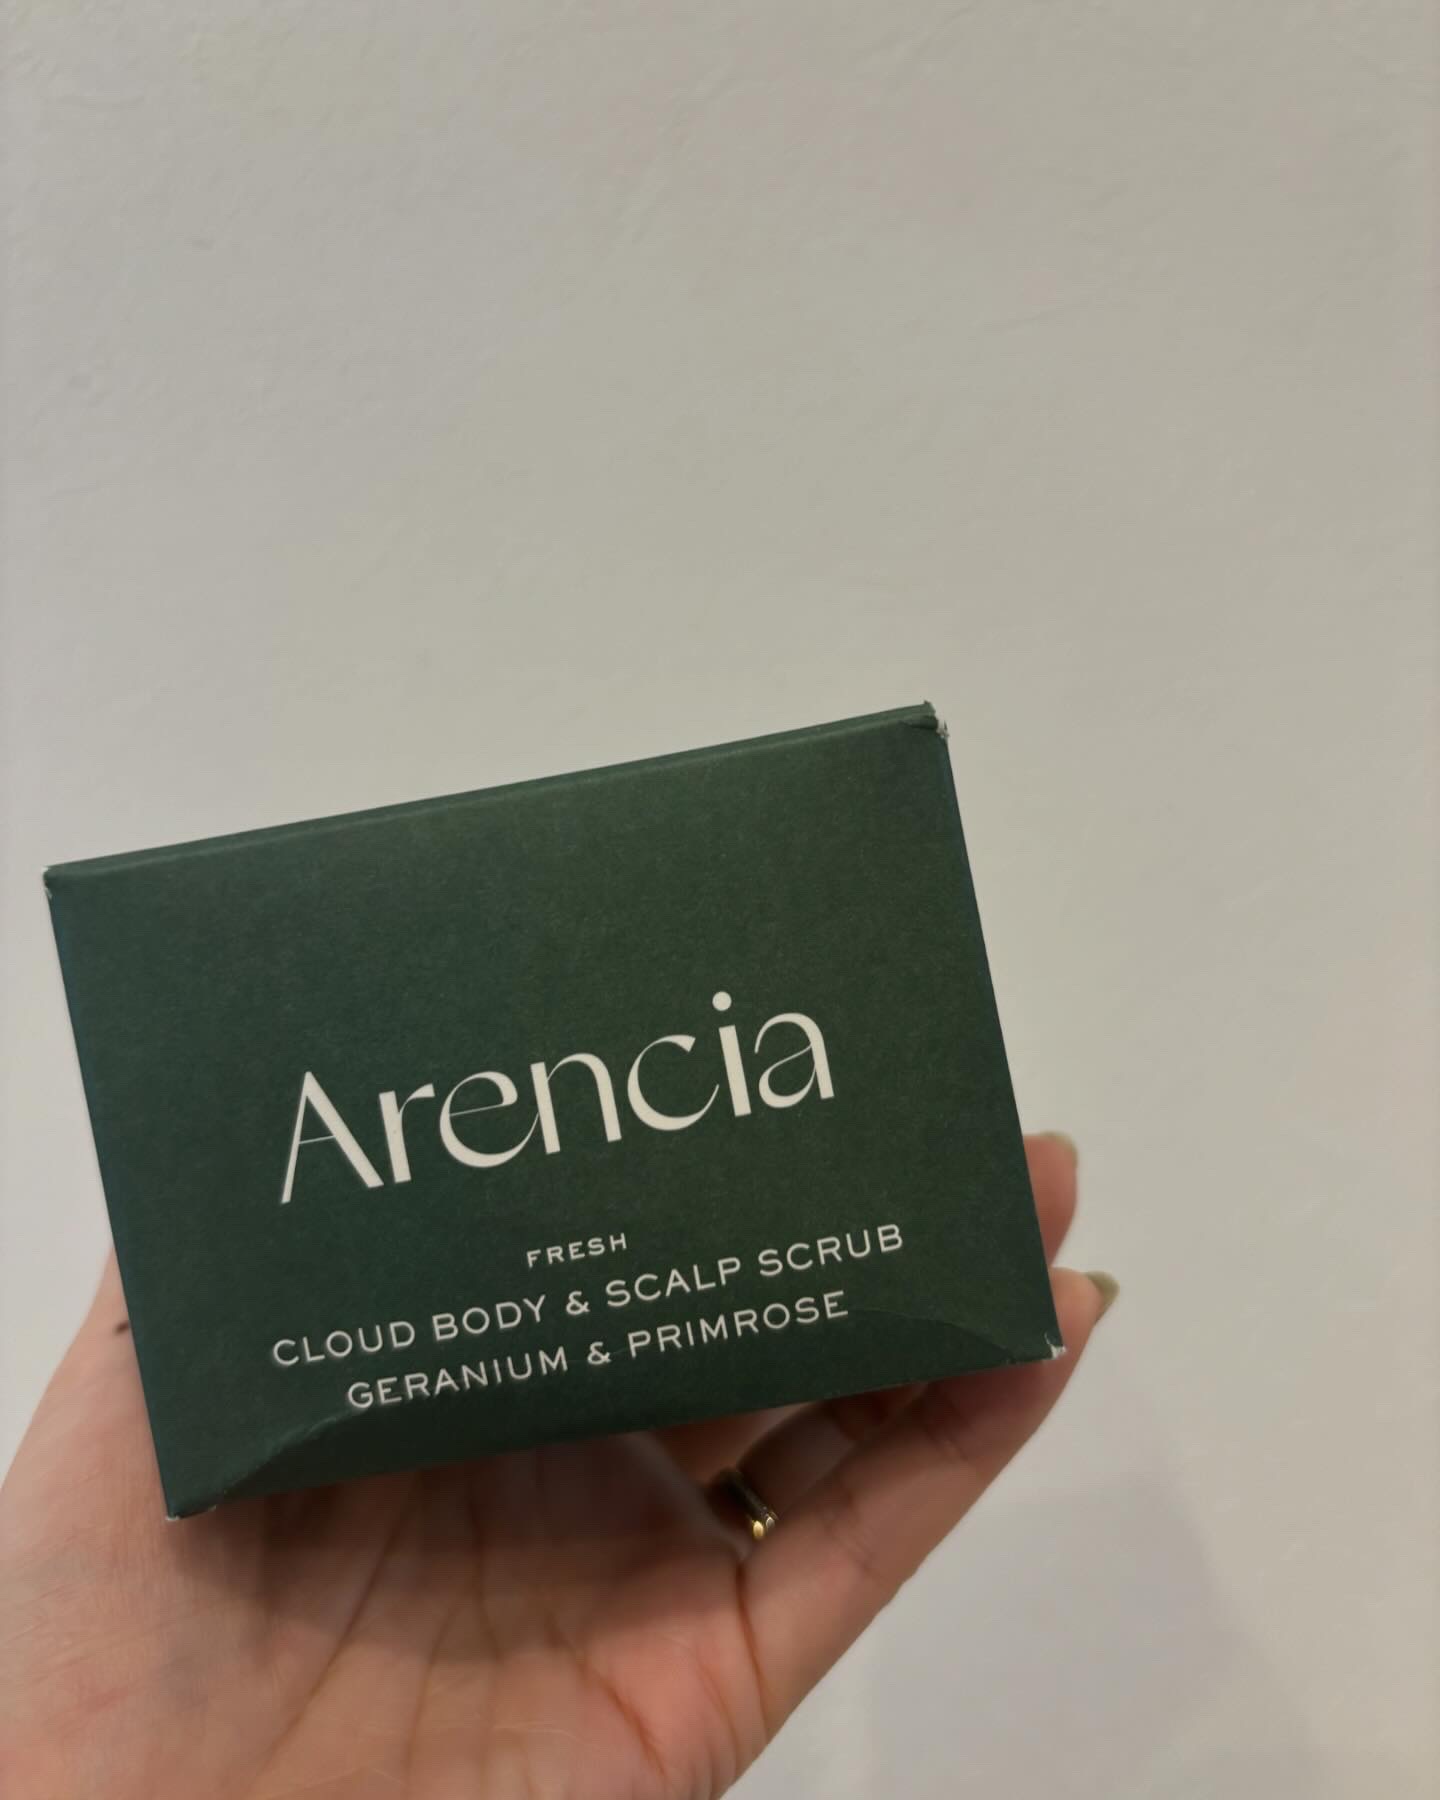 Arencia
FRESH
CLOUD BODY & SCALP SCRUB
GERANIUM & PRIMROSE